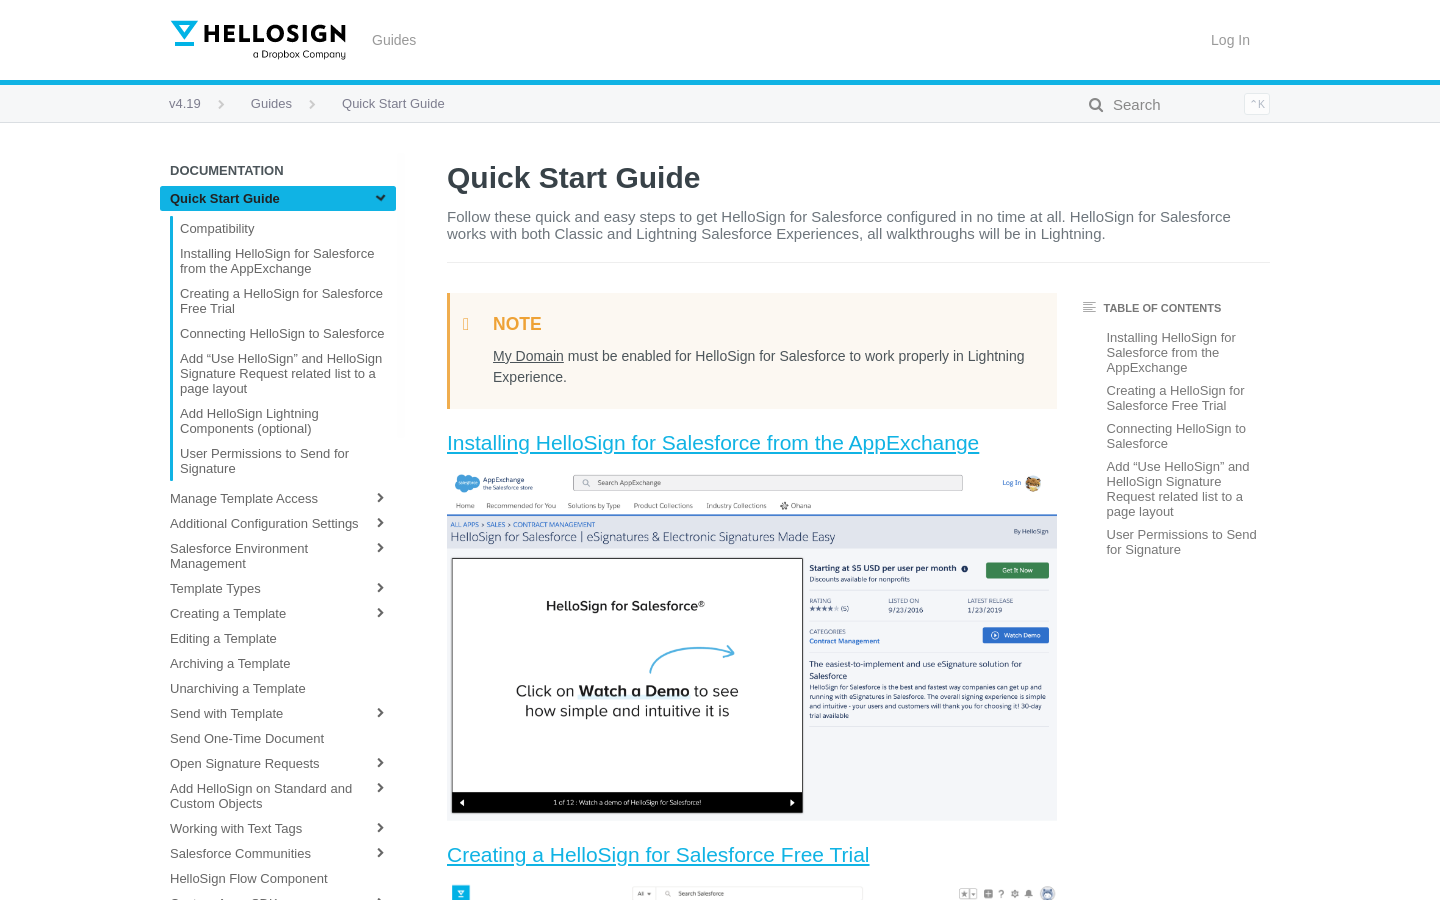 HELLOSIGN
a Dropbox Company
Guides
Log In
v4.19
Guides
Quick Start Guide
Search
⌃K
DOCUMENTATION
Quick Start Guide
Compatibility
Installing HelloSign for Salesforce
from the AppExchange
Creating a HelloSign for Salesforce
Free Trial
Connecting HelloSign to Salesforce
Add “Use HelloSign” and HelloSign
Signature Request related list to a
page layout
Add HelloSign Lightning
Components (optional)
User Permissions to Send for
Signature
Manage Template Access
Additional Configuration Settings
Salesforce Environment
Management
Template Types
Creating a Template
Editing a Template
Archiving a Template
Unarchiving a Template
Send with Template
Send One-Time Document
Open Signature Requests
Add HelloSign on Standard and
Custom Objects
Working with Text Tags
Salesforce Communities
HelloSign Flow Component
Quick Start Guide
Follow these quick and easy steps to get HelloSign for Salesforce configured in no time at all. HelloSign for Salesforce
works with both Classic and Lightning Salesforce Experiences, all walkthroughs will be in Lightning.
NOTE
My Domain must be enabled for HelloSign for Salesforce to work properly in Lightning
Experience.
Installing HelloSign for Salesforce from the AppExchange
AppExchange
the Salesforce store
Search AppExchange
Log In
Home
Recommended for You
Solutions by Type
Product Collections
Industry Collections
Ohana
ALL APPS > SALES > CONTRACT MANAGEMENT
HelloSign for Salesforce | eSignatures & Electronic Signatures Made Easy
By HelloSign
HelloSign for Salesforce®
Click on Watch a Demo to see
how simple and intuitive it is
1 of 12 : Watch a demo of HelloSign for Salesforce!
Starting at $5 USD per user per month
Discounts available for nonprofits
Get It Now
RATING
LISTED ON
LATEST RELEASE
★★★★★ (5)
9/23/2016
1/23/2019
CATEGORIES
Contract Management
Watch Demo
The easiest-to-implement and use eSignature solution for
Salesforce
HelloSign for Salesforce is the best and fastest way companies can get up and
running with eSignatures in Salesforce. The overall signing experience is simple
and intuitive - your users and customers will thank you for choosing it! 30-day
trial available
Creating a HelloSign for Salesforce Free Trial
All
Search Salesforce
TABLE OF CONTENTS
Installing HelloSign for
Salesforce from the
AppExchange
Creating a HelloSign for
Salesforce Free Trial
Connecting HelloSign to
Salesforce
Add “Use HelloSign” and
HelloSign Signature
Request related list to a
page layout
User Permissions to Send
for Signature